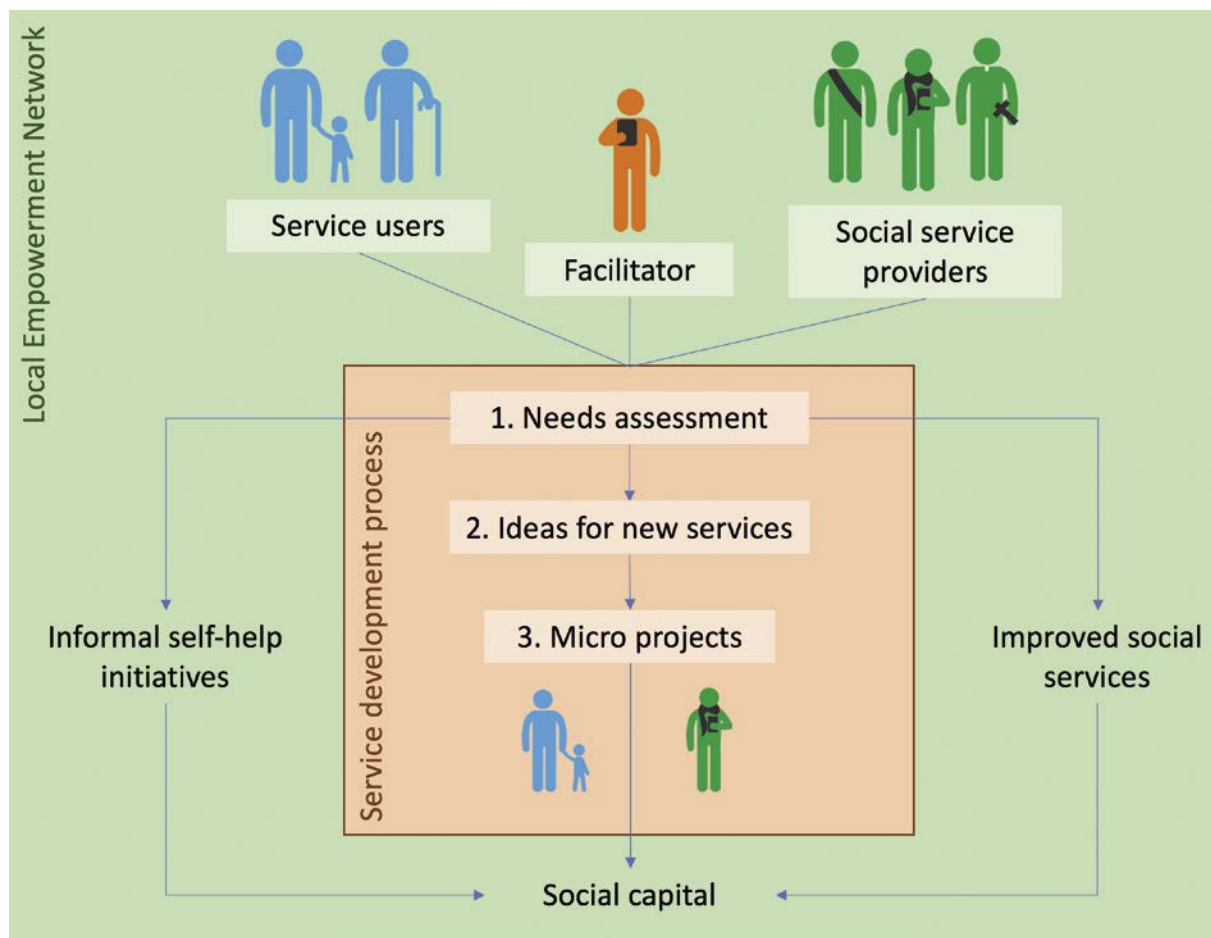 Local Empowerment Network
Service users
Facilitator
Social service
providers
Service development process
1. Needs assessment
2. Ideas for new services
3. Micro projects
Informal self-help
initiatives
Improved social
services
Social capital